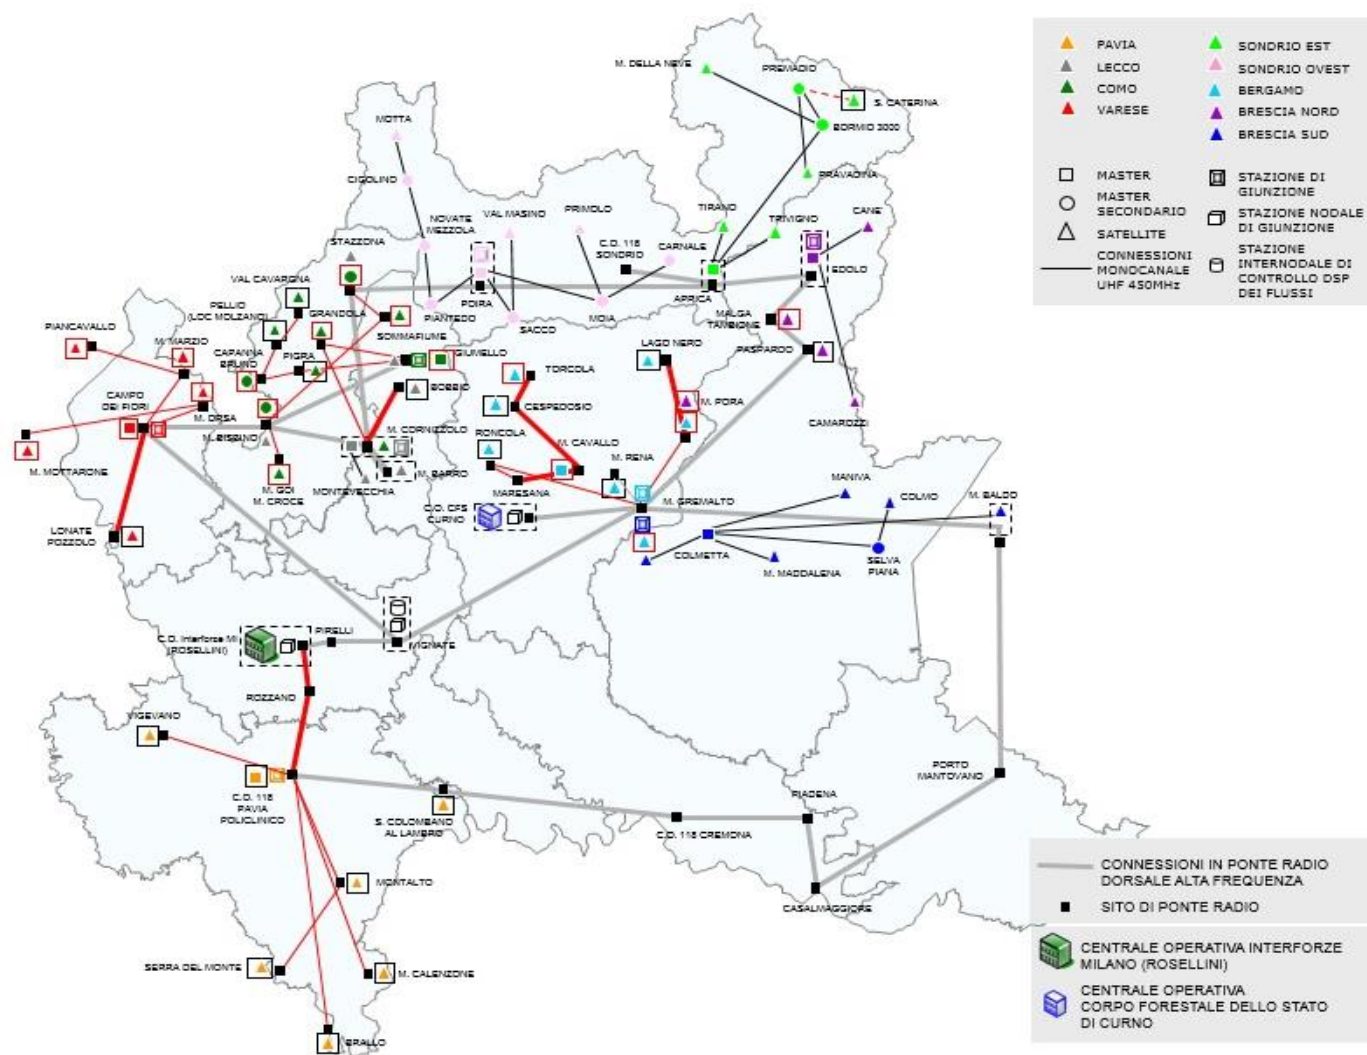 PAVIA
LECCO
COMO
VARESE
SONDRIO EST
SONDRIO OVEST
BERGAMO
BRESCIA NORD
BRESCIA SUD
MASTER
MASTER
SECONDARIO
SATELLITE
CONNESSIONI
MONOCANALE
UHF 450MHz
STAZIONE DI
GIUNZIONE
STAZIONE NODALE
DI GIUNZIONE
STAZIONE
INTERNODALE DI
CONTROLLO DSP
DEI FLUSSI
M. DELLA NEVE
PREMADIO
S. CATERINA
BORMIO 3000
PRAVADINA
MOTTA
CIGOLINO
NOVATE
MEZZOLA
VAL MASINO
PRIMOLO
C.O. 118
SONDRIO
CARNALE
TIRANO
TRIVIGNO
CANE'
EDOLO
STAZZONA
VAL CAVARGNA
PELLIO
(LOC MOLZANO)
GRANDOLA
POIRA
PIANTEDO
SACCO
MOIA
APRICA
MALGA
TAMBIONE
PASPARDO
PIANCAVALLO
M. MARZIO
CAPANNA
BRUNO
PIGRA
SOMMAFIUME
GIUMELLO
BOBBIO
TORCOLA
LAGO NERO
CAMPO
DEI FIORI
M. ORSA
CESPEDOSIO
M. PORA
CAMAROZZI
M. CORNIZZOLO
RONCOLA
M. CAVALLO
M. MOTTARONE
M. GOI
M. CROCE
MONTEVECCHIA
M. BARRO
MARESANA
M. RENA
MANIVA
COLMO
M. BALDO
LONATE
POZZOLO
C.O. CFS
CURNO
M. GREMALTO
COLMETTA
M. MADDALENA
SELVA
PIANA
C.O. Interforze MI
(ROSELLINI)
PIRELLI
VIGNATE
ROZZANO
VIGEVANO
C.O. 118
PAVIA
POLICLINICO
S. COLOMBANO
AL LAMBRO
C.O. 118 CREMONA
PIADENA
PORTO
MANTOVANO
CASALMAGGIORE
MONTALTO
SERRA DEL MONTE
M. CALENZONE
BRALLO
CONNESSIONI IN PONTE RADIO
DORSALE ALTA FREQUENZA
SITO DI PONTE RADIO
CENTRALE OPERATIVA INTERFORZE
MILANO (ROSELLINI)
CENTRALE OPERATIVA
CORPO FORESTALE DELLO STATO
DI CURNO